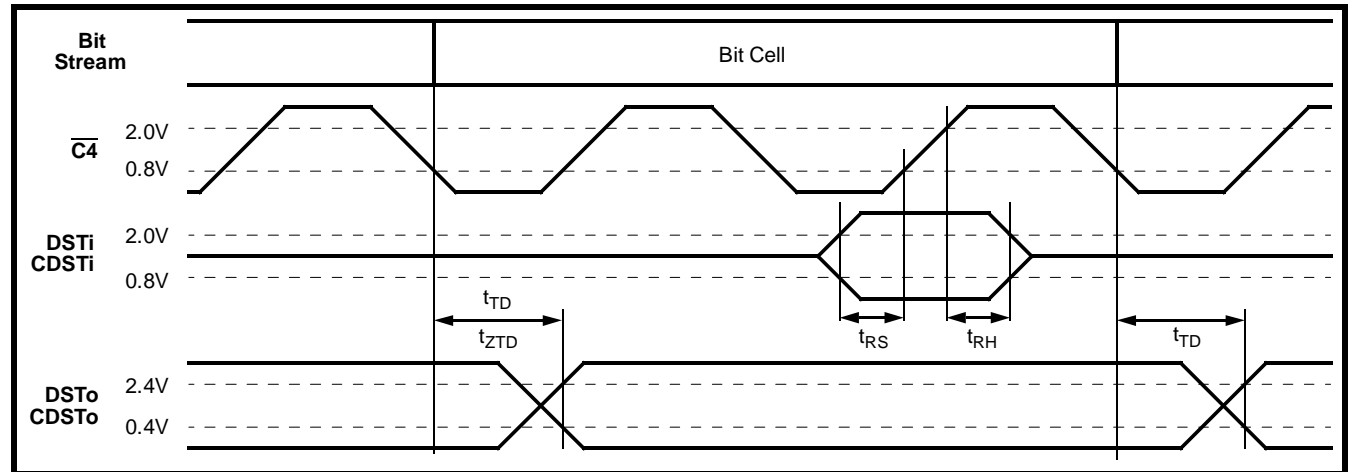 Bit
Stream
Bit Cell
C4
2.0V
0.8V
DSTi
CDSTi
2.0V
0.8V
tTD
tZTD
tRS
tRH
tTD
DSTo
CDSTo
2.4V
0.4V